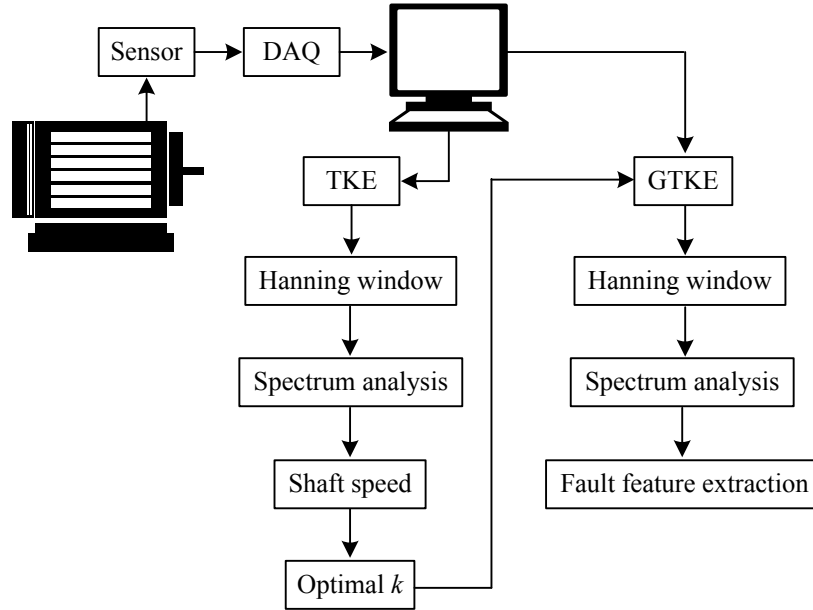 Sensor
DAQ
TKE
GTKE
Hanning window
Hanning window
Spectrum analysis
Spectrum analysis
Shaft speed
Fault feature extraction
Optimal k